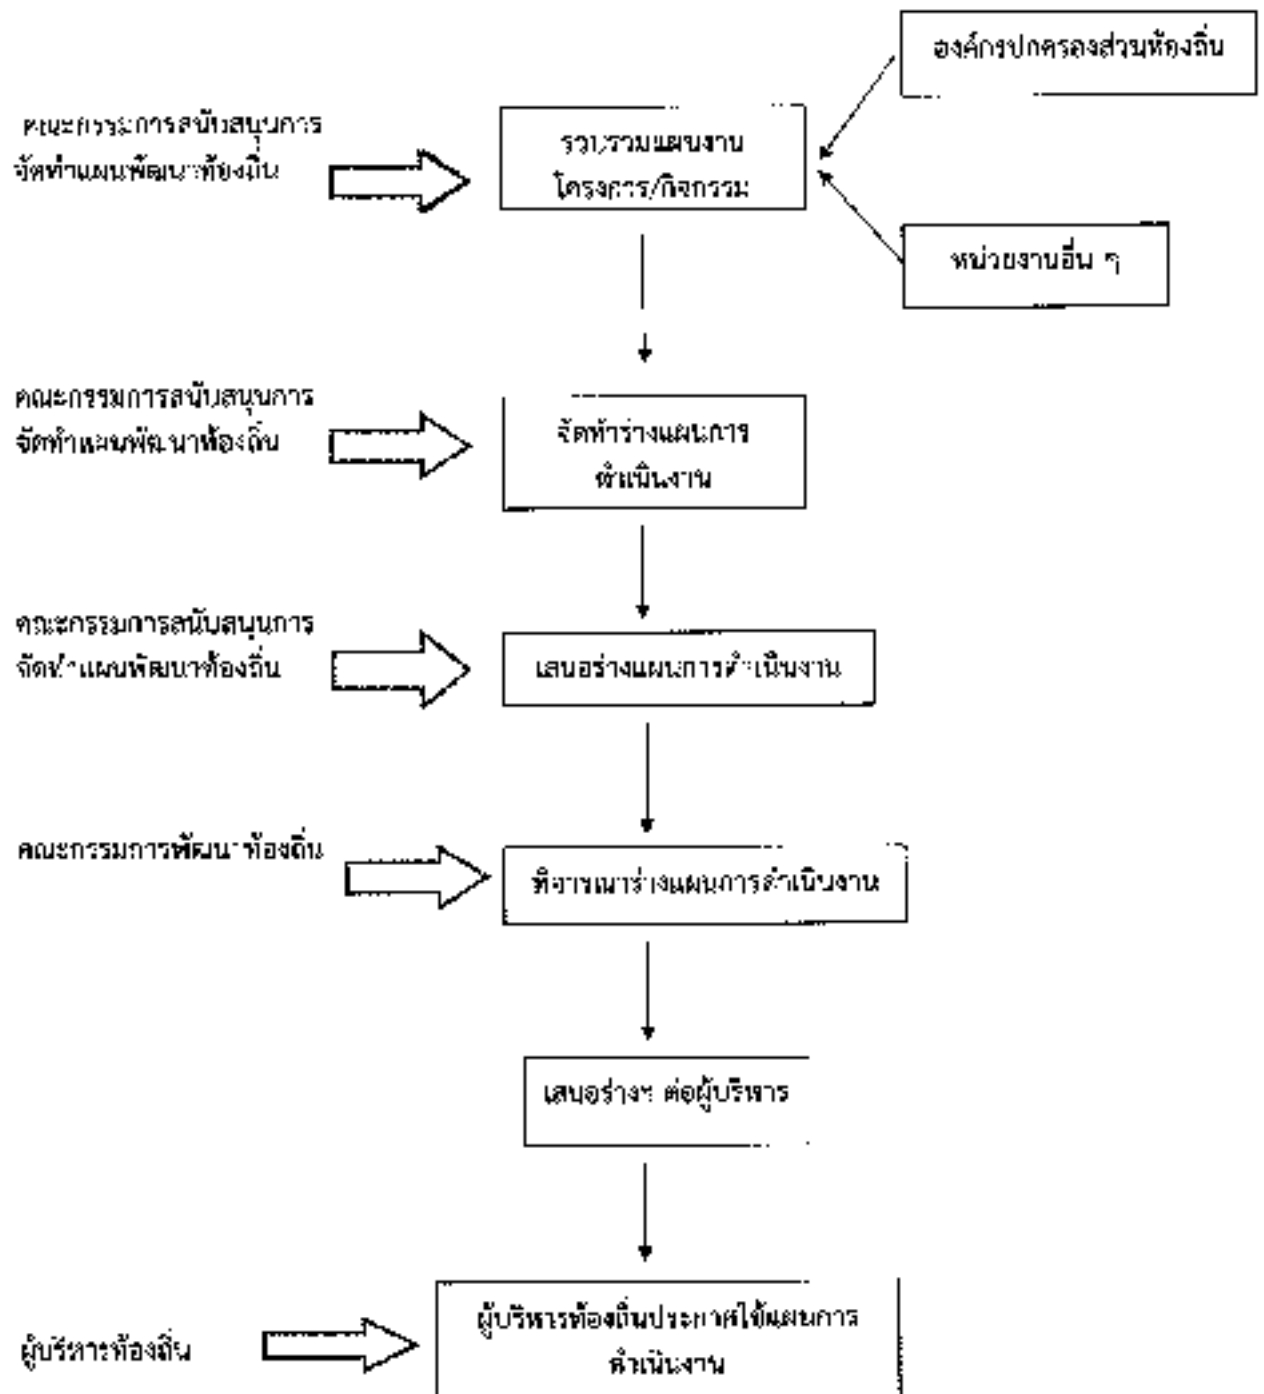 องค์กรปกครองส่วนท้องถิ่น
คณะกรรมการสนับสนุนการ
จัดทำแผนพัฒนาท้องถิ่น
รวบรวมแผนงาน
โครงการ/กิจกรรม
หน่วยงานอื่น ๆ
คณะกรรมการสนับสนุนการ
จัดทำแผนพัฒนาท้องถิ่น
จัดทำร่างแผนการ
ดำเนินงาน
คณะกรรมการสนับสนุนการ
จัดทำแผนพัฒนาท้องถิ่น
เสนอร่างแผนการดำเนินงาน
คณะกรรมการพัฒนาท้องถิ่น
พิจารณาร่างแผนการดำเนินงาน
เสนอร่างฯ ต่อผู้บริหาร
ผู้บริหารท้องถิ่น
ผู้บริหารท้องถิ่นประกาศใช้แผนการ
ดำเนินงาน